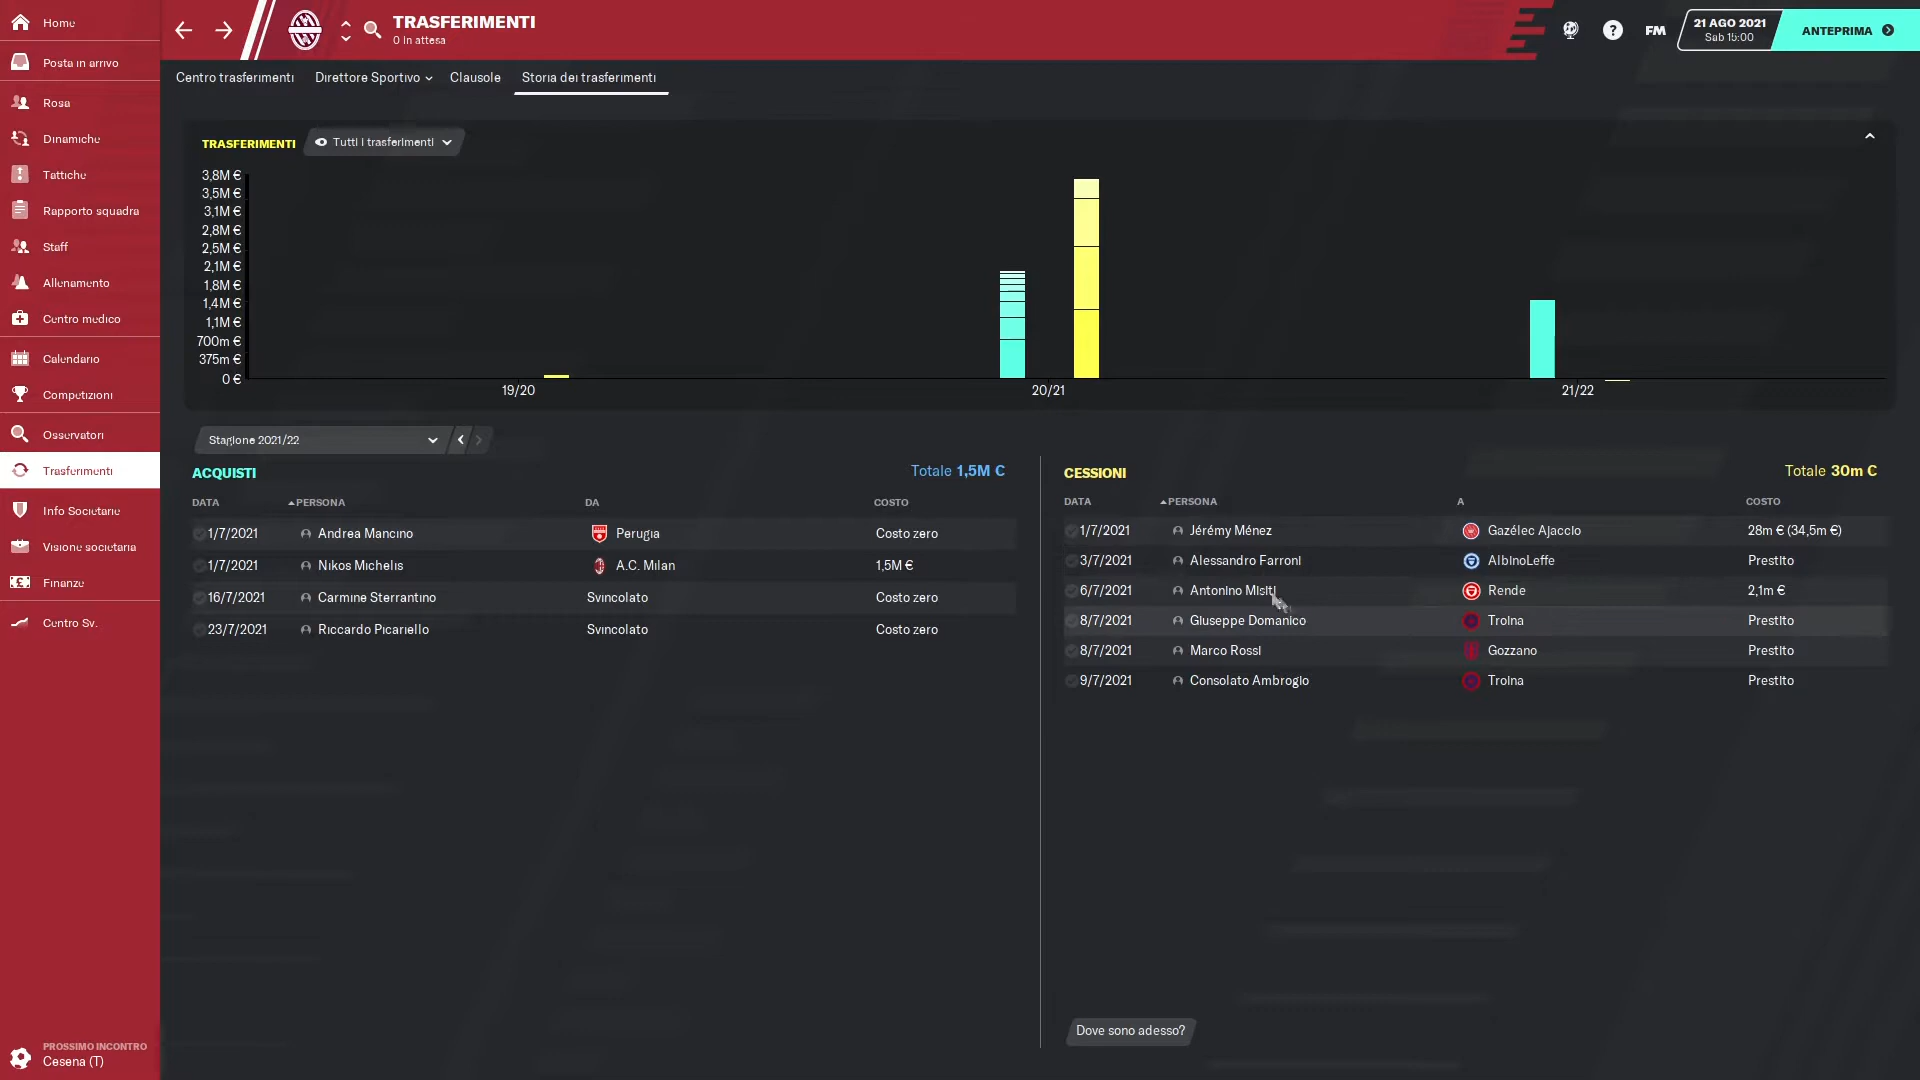 Home
Posta in arrivo
Rosa
Dinamiche
Tattiche
Rapporto squadra
Staff
Allenamento
Centro medico
Calendario
Competizioni
Osservatori
Trasferimenti
Info Societarie
Visione societaria
Finanze
Centro Sv.
PROSSIMO INCONTRO
Cesena (T)
TRASFERIMENTI
0 in attesa
?
FM
21 AGO 2021
Sab 15:00
ANTEPRIMA
Centro trasferimenti Direttore Sportivo Clausole Storia dei trasferimenti
TRASFERIMENTI Tutti i trasferimenti
3,8M €
3,5M €
3,1M €
2,8M €
2,5M €
2,1M €
1,8M €
1,4M €
1,1M €
700m €
375m €
0 €
19/20 20/21 21/22
Stagione 2021/22
ACQUISTI Totale 1,5M €
DATA PERSONA DA COSTO
1/7/2021 Andrea Mancino Perugia Costo zero
1/7/2021 Nikos Michelis A.C. Milan 1,5M €
16/7/2021 Carmine Sterrantino Svincolato Costo zero
23/7/2021 Riccardo Picariello Svincolato Costo zero
CESSIONI Totale 30m €
DATA PERSONA A COSTO
1/7/2021 Jérémy Ménez Gazélec Ajaccio 28m € (34,5m €)
3/7/2021 Alessandro Farroni AlbinoLeffe Prestito
6/7/2021 Antonino Misiti Rende 2,1m €
8/7/2021 Giuseppe Domanico Troina Prestito
8/7/2021 Marco Rossi Gozzano Prestito
9/7/2021 Consolato Ambrogio Troina Prestito
Dove sono adesso?